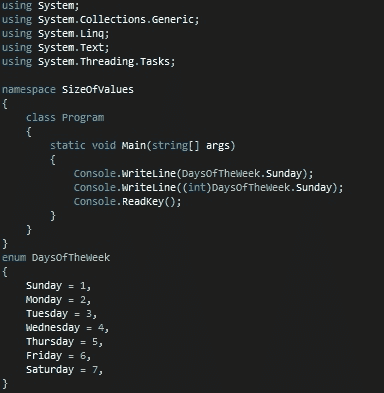 using System;
using System.Collections.Generic;
using System.Linq;
using System.Text;
using System.Threading.Tasks;

namespace SizeOfValues
{
    class Program
    {
        static void Main(string[] args)
        {
            Console.WriteLine(DaysOfTheWeek.Sunday);
            Console.WriteLine((int)DaysOfTheWeek.Sunday);
            Console.ReadKey();
        }
    }
}
enum DaysOfTheWeek
{
    Sunday = 1,
    Monday = 2,
    Tuesday = 3,
    Wednesday = 4,
    Thursday = 5,
    Friday = 6,
    Saturday = 7,
}